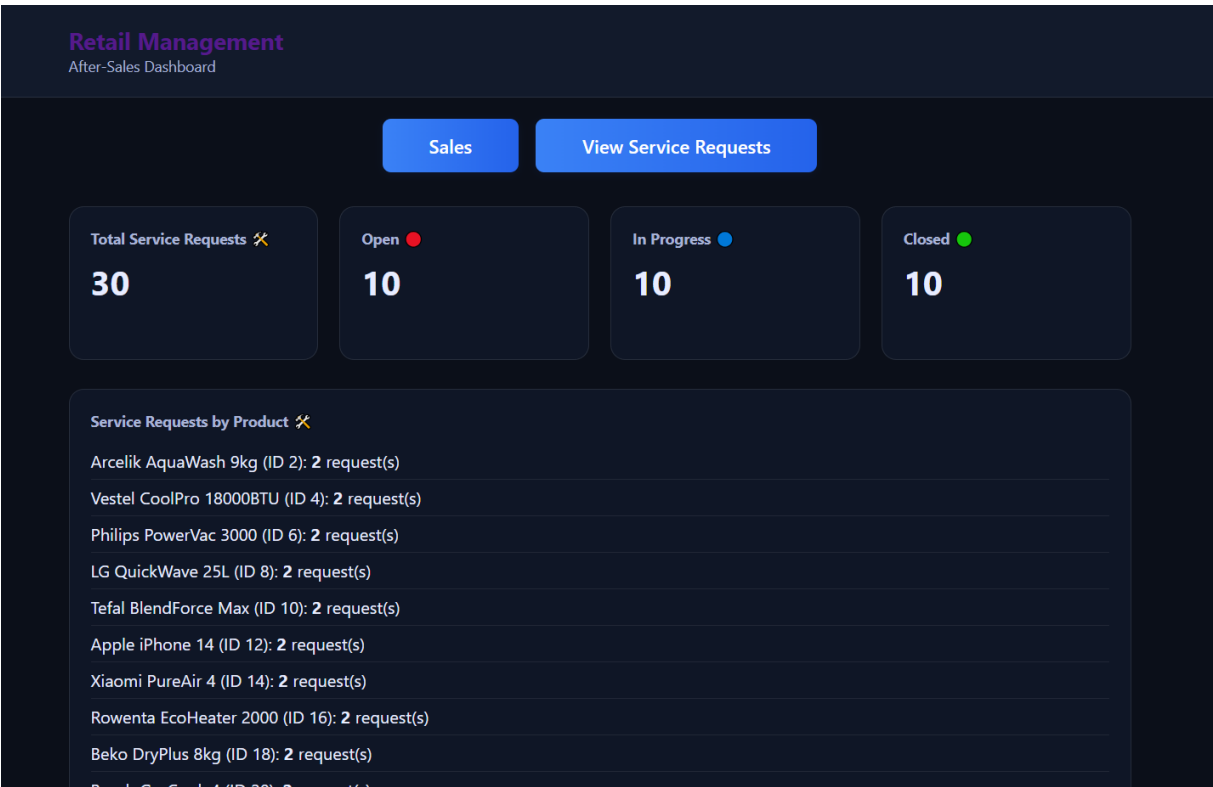 Retail Management
After-Sales Dashboard
Sales
View Service Requests
Total Service Requests 🛠
30
Open 🔴
10
In Progress 🔵
10
Closed 🟢
10
Service Requests by Product 🛠
Arcelik AquaWash 9kg (ID 2): 2 request(s)
Vestel CoolPro 18000BTU (ID 4): 2 request(s)
Philips PowerVac 3000 (ID 6): 2 request(s)
LG QuickWave 25L (ID 8): 2 request(s)
Tefal BlendForce Max (ID 10): 2 request(s)
Apple iPhone 14 (ID 12): 2 request(s)
Xiaomi PureAir 4 (ID 14): 2 request(s)
Rowenta EcoHeater 2000 (ID 16): 2 request(s)
Beko DryPlus 8kg (ID 18): 2 request(s)